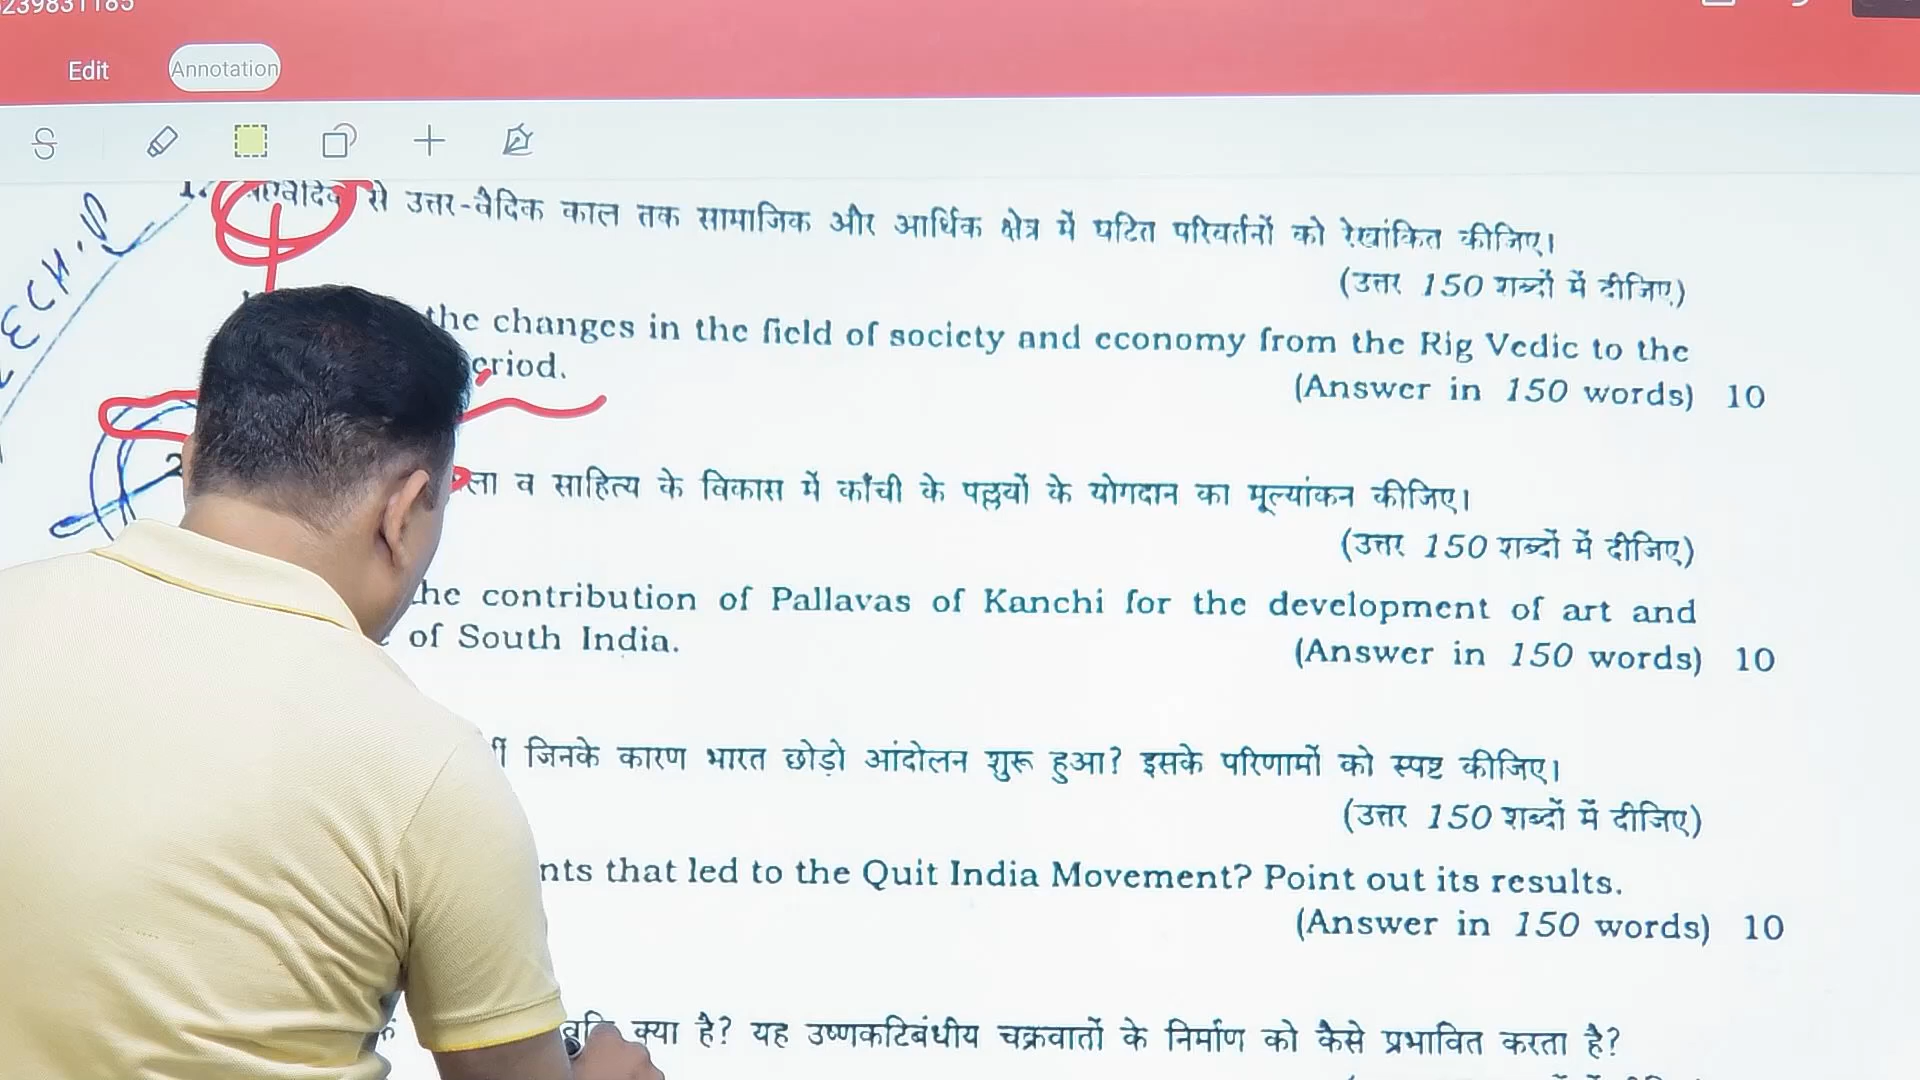 239831185
Edit
Annotation
ECH.
1. से उत्तर-वैदिक काल तक सामाजिक और आर्थिक क्षेत्र में घटित परिवर्तनों को रेखांकित कीजिए।
(उत्तर 150 शब्दों में दीजिए)
the changes in the field of society and economy from the Rig Vedic to the
eriod.
(Answer in 150 words) 10
2
ला व साहित्य के विकास में काँची के पल्लवों के योगदान का मूल्यांकन कीजिए।
(उत्तर 150 शब्दों में दीजिए)
he contribution of Pallavas of Kanchi for the development of art and
of South India.
(Answer in 150 words) 10
जिनके कारण भारत छोड़ो आंदोलन शुरू हुआ? इसके परिणामों को स्पष्ट कीजिए।
(उत्तर 150 शब्दों में दीजिए)
nts that led to the Quit India Movement? Point out its results.
(Answer in 150 words) 10
क्या है? यह उष्णकटिबंधीय चक्रवातों के निर्माण को कैसे प्रभावित करता है?